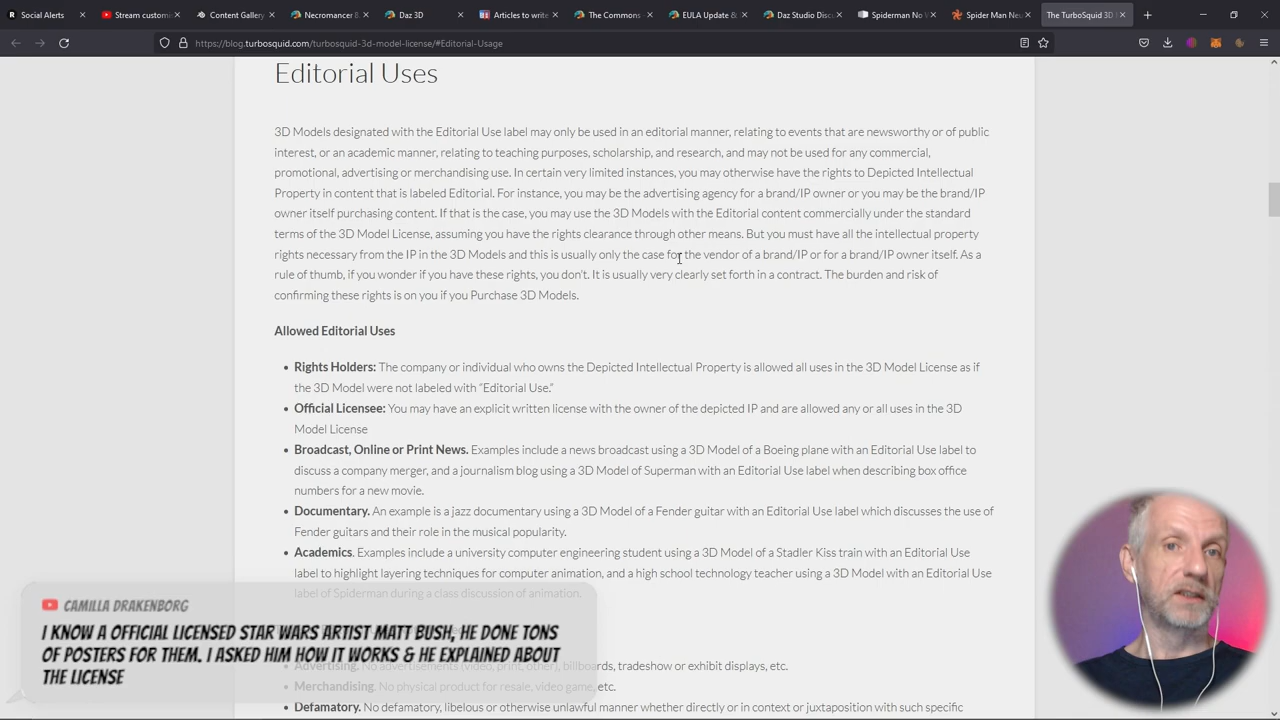 Social Alerts
Stream customi
Content Gallery
Necromancer B
Daz 3D
Articles to write
The Commons -
EULA Update &
Daz Studio Discu
Spiderman No W
Spider Man Ne
The TurboSquid 3D
https://blog.turbosquid.com/turbosquid-3d-model-license/#Editorial-Usage
Editorial Uses
3D Models designated with the Editorial Use label may only be used in an editorial manner, relating to events that are newsworthy or of public
interest, or an academic manner, relating to teaching purposes, scholarship, and research, and may not be used for any commercial,
promotional, advertising or merchandising use. In certain very limited instances, you may otherwise have the rights to Depicted Intellectual
Property in content that is labeled Editorial. For instance, you may be the advertising agency for a brand/IP owner or you may be the brand/IP
owner itself purchasing content. If that is the case, you may use the 3D Models with the Editorial content commercially under the standard
terms of the 3D Model License, assuming you have the rights clearance through other means. But you must have all the intellectual property
rights necessary from the IP in the 3D Models and this is usually only the case for the vendor of a brand/IP or for a brand/IP owner itself. As a
rule of thumb, if you wonder if you have these rights, you don't. It is usually very clearly set forth in a contract. The burden and risk of
confirming these rights is on you if you Purchase 3D Models.
Allowed Editorial Uses
• Rights Holders: The company or individual who owns the Depicted Intellectual Property is allowed all uses in the 3D Model License as if
the 3D Model were not labeled with “Editorial Use.”
• Official Licensee: You may have an explicit written license with the owner of the depicted IP and are allowed any or all uses in the 3D
Model License
• Broadcast, Online or Print News. Examples include a news broadcast using a 3D Model of a Boeing plane with an Editorial Use label to
discuss a company merger, and a journalism blog using a 3D Model of Superman with an Editorial Use label when describing box office
numbers for a new movie.
• Documentary. An example is a jazz documentary using a 3D Model of a Fender guitar with an Editorial Use label which discusses the use of
Fender guitars and their role in the musical popularity.
• Academics. Examples include a university computer engineering student using a 3D Model of a Stadler Kiss train with an Editorial Use
label to highlight layering techniques for computer animation, and a high school technology teacher using a 3D Model with an Editorial Use
label of Spiderman during a class discussion of animation.
CAMILLA DRAKENBORG
I KNOW A OFFICIAL LICENSED STAR WARS ARTIST MATT BUSH, HE DONE TONS
OF POSTERS FOR THEM. I ASKED HIM HOW IT WORKS & HE EXPLAINED ABOUT
THE LICENSE
• Advertising. No advertisements (video, print, other), billboards, tradeshow or exhibit displays, etc.
• Merchandising. No physical product for resale, video game, etc.
• Defamatory. No defamatory, libelous or otherwise unlawful manner whether directly or in context or juxtaposition with such specific